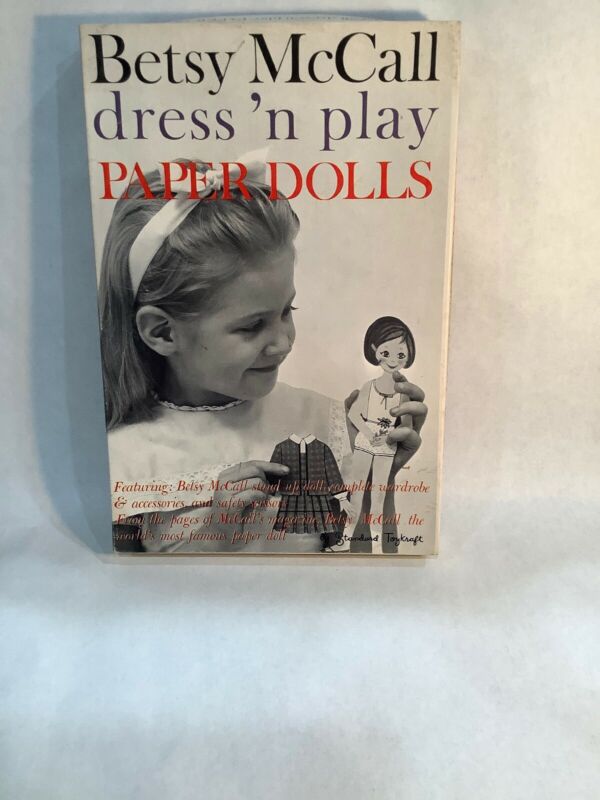 Betsy McCall
dress 'n play
PAPER DOLLS
Featuring: Betsy McCall stand up doll, complete wardrobe
& accessories, and safety scissors
From the pages of McCall's magazine, Betsy McCall, the
world's most famous paper doll
by Standard Toykraft